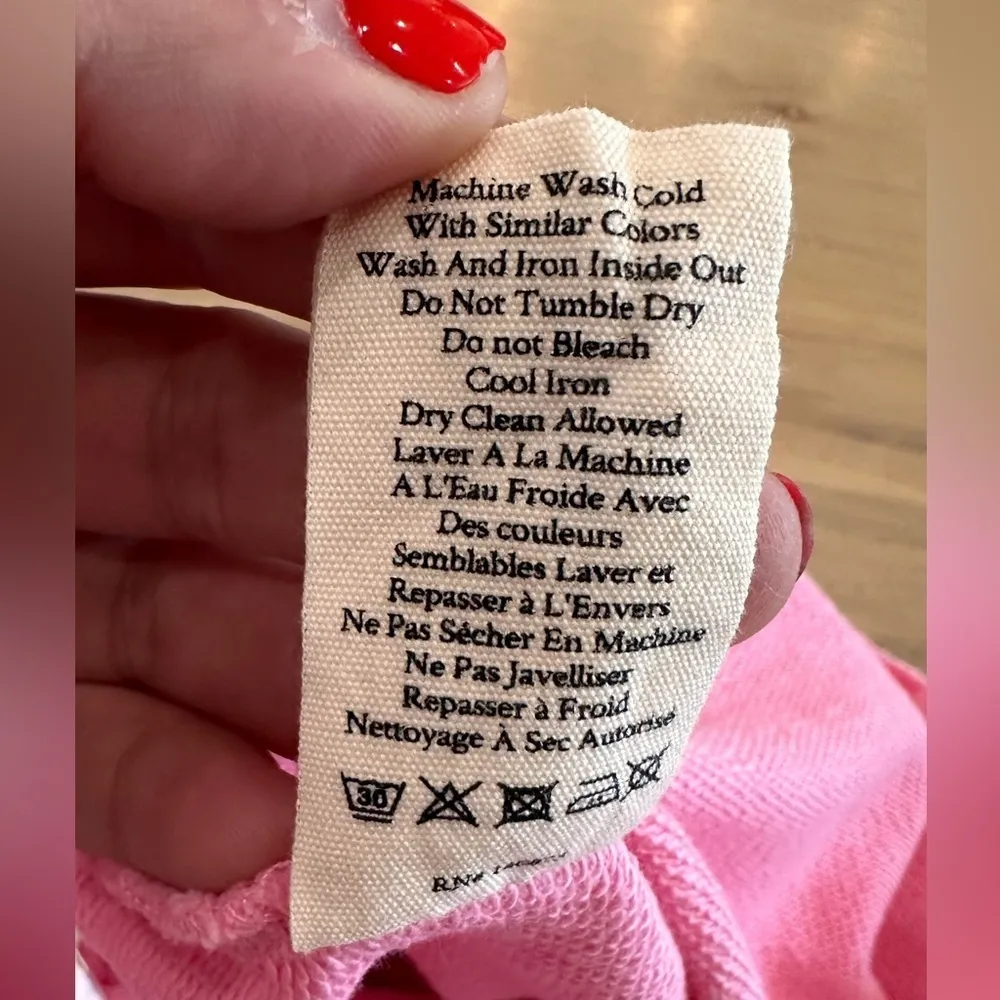 Machine Wash Cold
With Similar Colors
Wash And Iron Inside Out
Do Not Tumble Dry
Do not Bleach
Cool Iron
Dry Clean Allowed
Laver A La Machine
A L'Eau Froide Avec
Des couleurs
Semblables Laver et
Repasser à L'Envers
Ne Pas Sécher En Machine
Ne Pas Javelliser
Repasser à Froid
Nettoyage À Sec Autorisé
30
RN#